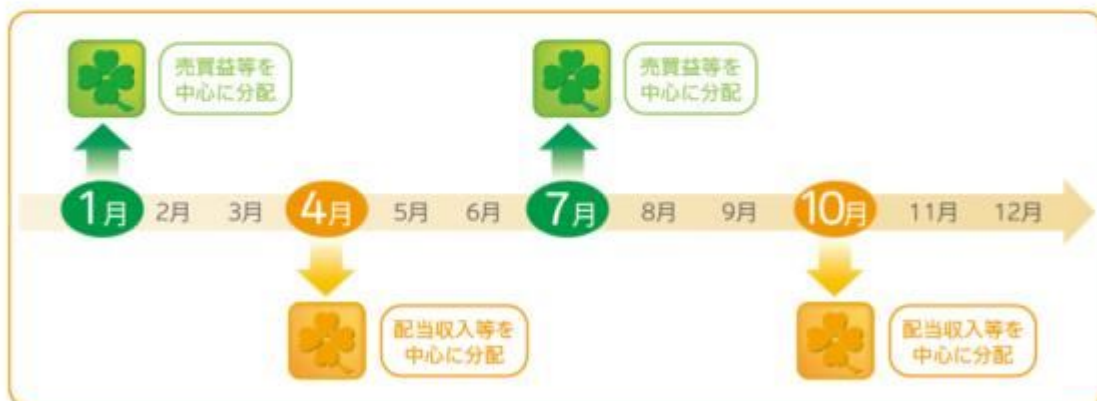 売買益等を
中心に分配
売買益等を
中心に分配
1月 2月 3月 4月 5月 6月 7月 8月 9月 10月 11月 12月
配当収入等を
中心に分配
配当収入等を
中心に分配